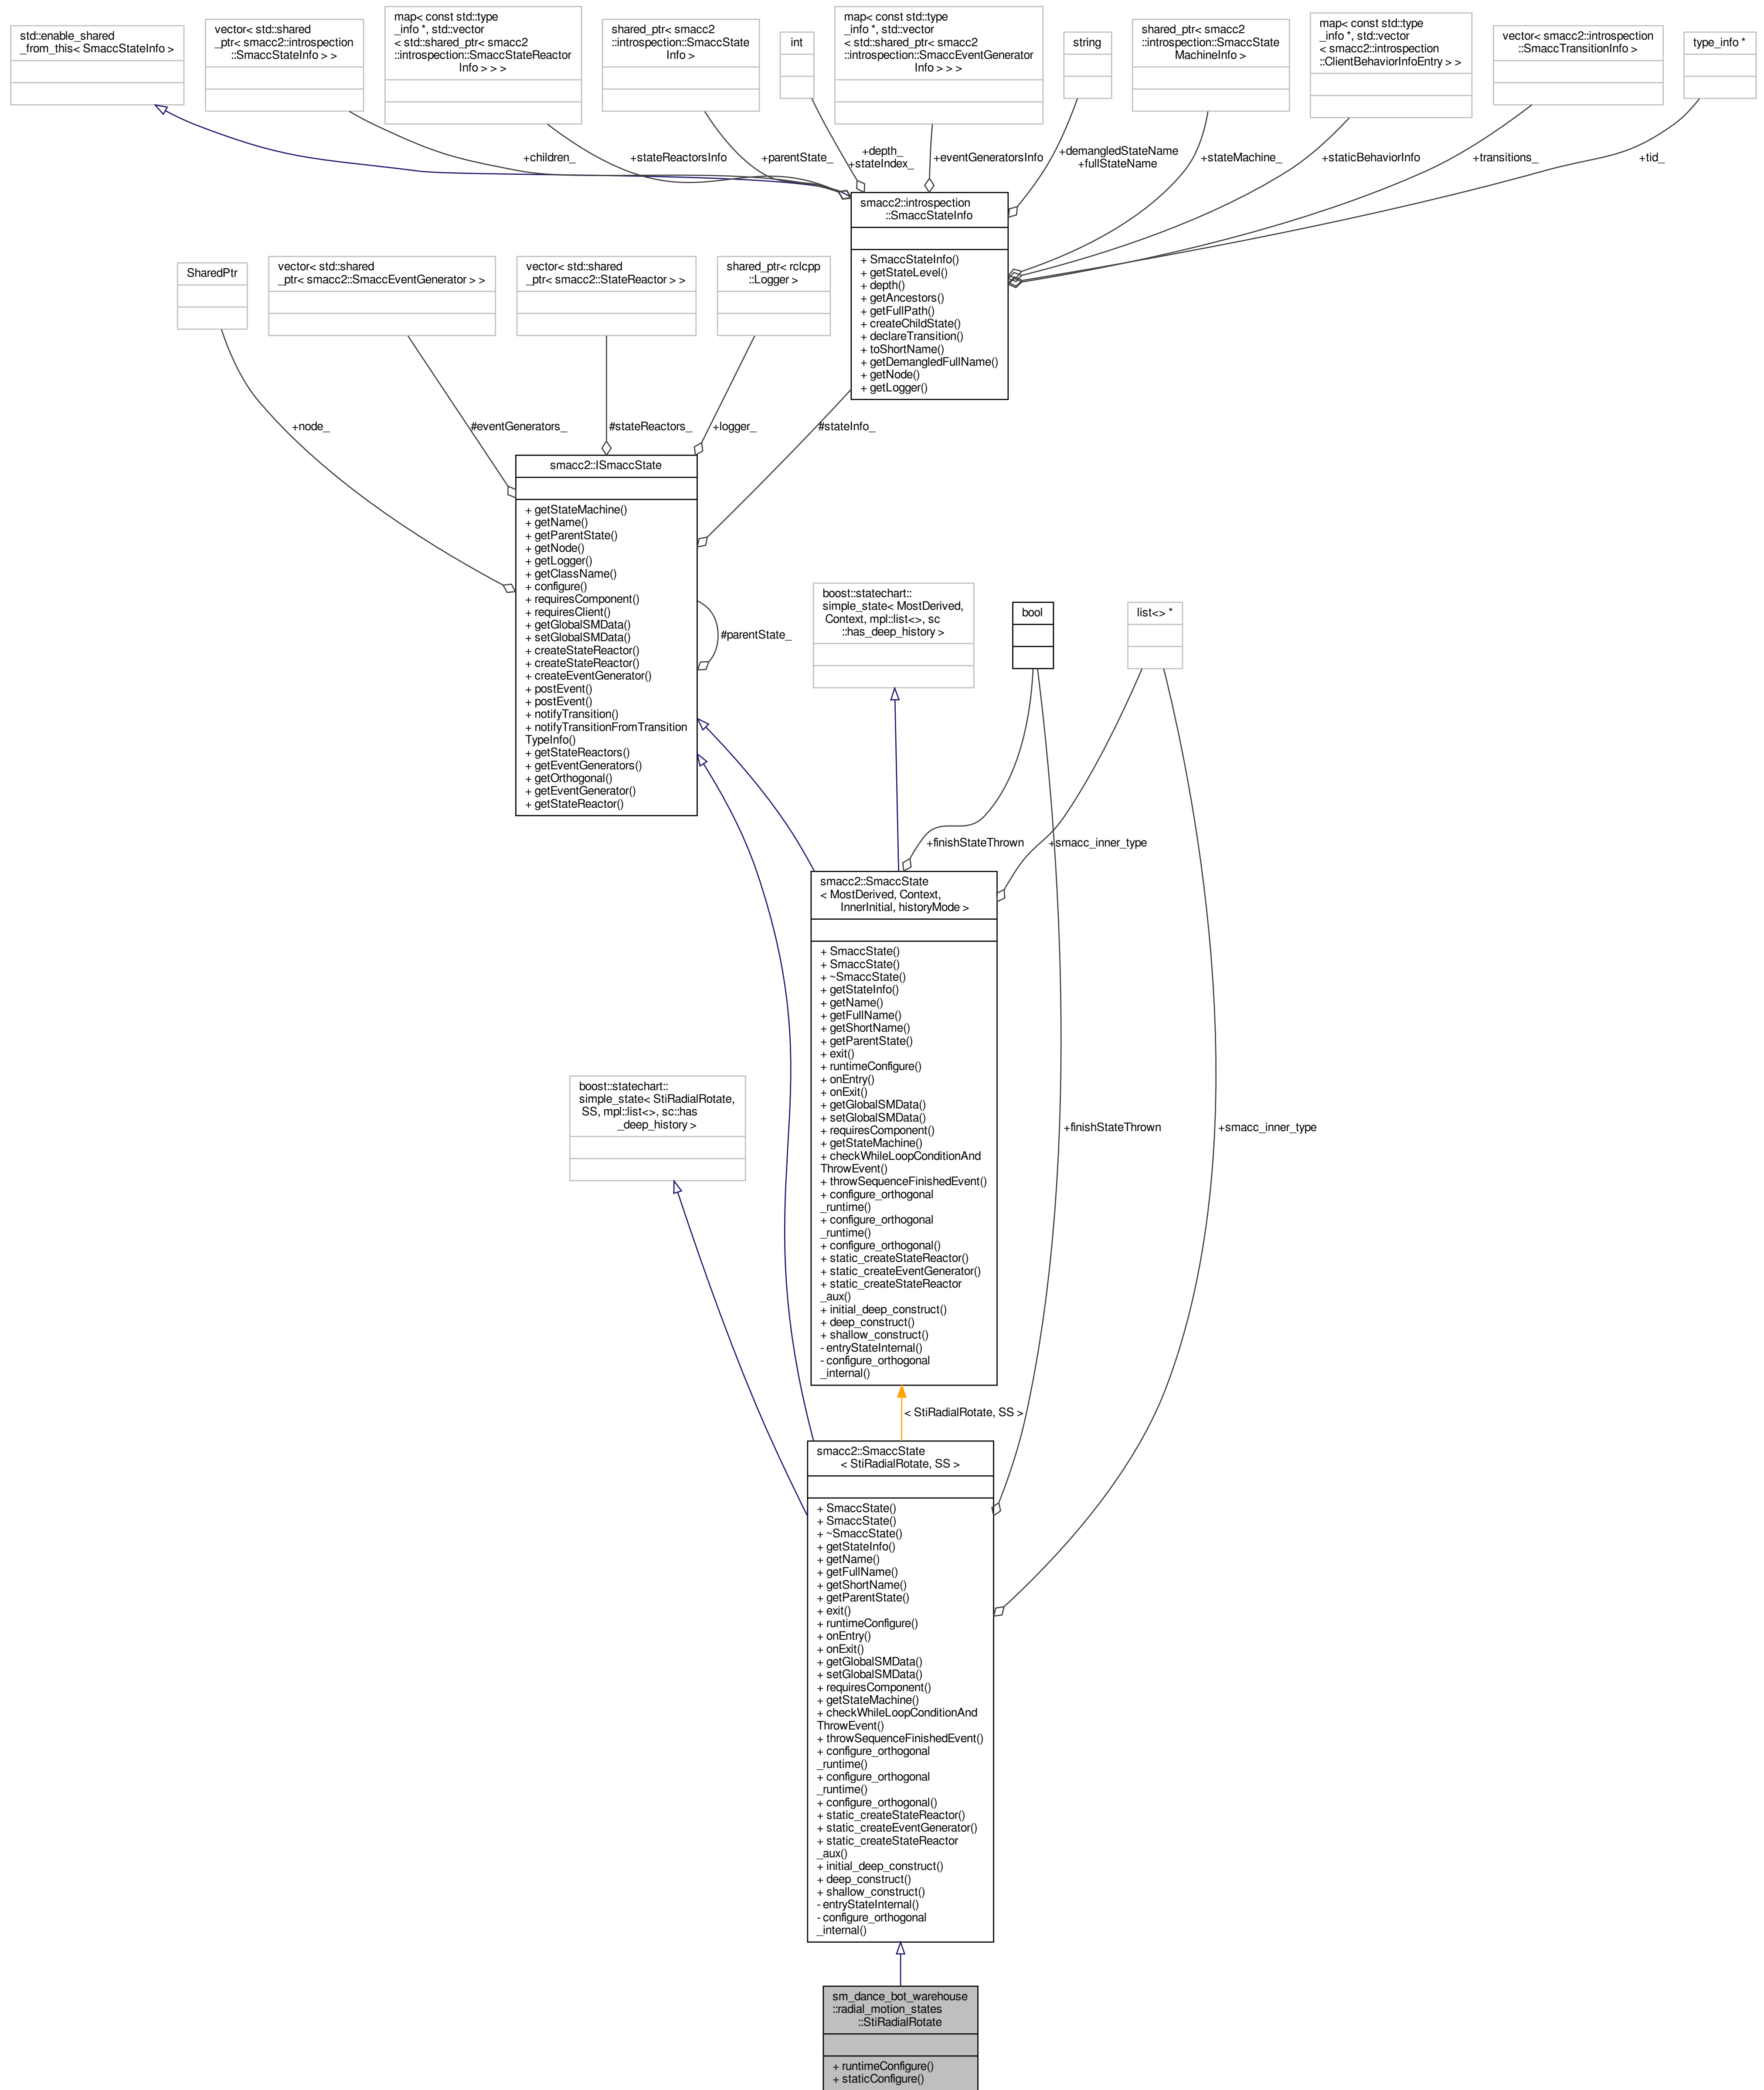 std::enable_shared
_from_this< SmaccStateInfo >
vector< std::shared
_ptr< smacc2::introspection
::SmaccStateInfo > >
map< const std::type
_info *, std::vector
< std::shared_ptr< smacc2
::introspection::SmaccStateReactor
Info > > >
shared_ptr< smacc2
::introspection::SmaccState
Info >
int
map< const std::type
_info *, std::vector
< std::shared_ptr< smacc2
::introspection::SmaccEventGenerator
Info > > >
string
shared_ptr< smacc2
::introspection::SmaccState
MachineInfo >
map< const std::type
_info *, std::vector
< smacc2::introspection
::ClientBehaviorInfoEntry > >
vector< smacc2::introspection
::SmaccTransitionInfo >
type_info *
+children_
+stateReactorsInfo
+parentState_
+depth_
+stateIndex_
+eventGeneratorsInfo
+demangledStateName
+fullStateName
+stateMachine_
+staticBehaviorInfo
+transitions_
+tid_
smacc2::introspection
::SmaccStateInfo
+ SmaccStateInfo()
+ getStateLevel()
+ depth()
+ getAncestors()
+ getFullPath()
+ createChildState()
+ declareTransition()
+ toShortName()
+ getDemangledFullName()
+ getNode()
+ getLogger()
SharedPtr
vector< std::shared
_ptr< smacc2::SmaccEventGenerator > >
vector< std::shared
_ptr< smacc2::StateReactor > >
shared_ptr< rclcpp
::Logger >
+node_
#eventGenerators_
#stateReactors_
+logger_
#stateInfo_
smacc2::ISmaccState
+ getStateMachine()
+ getName()
+ getParentState()
+ getNode()
+ getLogger()
+ getClassName()
+ configure()
+ requiresComponent()
+ requiresClient()
+ getGlobalSMData()
+ setGlobalSMData()
+ createStateReactor()
+ createStateReactor()
+ createEventGenerator()
+ postEvent()
+ postEvent()
+ notifyTransition()
+ notifyTransitionFromTransition
TypeInfo()
+ getStateReactors()
+ getEventGenerators()
+ getOrthogonal()
+ getEventGenerator()
+ getStateReactor()
#parentState_
boost::statechart::
simple_state< MostDerived,
Context, mpl::list<>, sc
::has_deep_history >
bool
list<> *
+finishStateThrown
+smacc_inner_type
smacc2::SmaccState
< MostDerived, Context,
InnerInitial, historyMode >
+ SmaccState()
+ SmaccState()
+ ~SmaccState()
+ getStateInfo()
+ getName()
+ getFullName()
+ getShortName()
+ getParentState()
+ exit()
+ runtimeConfigure()
+ onEntry()
+ onExit()
+ getGlobalSMData()
+ setGlobalSMData()
+ requiresComponent()
+ getStateMachine()
+ checkWhileLoopConditionAnd
ThrowEvent()
+ throwSequenceFinishedEvent()
+ configure_orthogonal
_runtime()
+ configure_orthogonal
_runtime()
+ configure_orthogonal()
+ static_createStateReactor()
+ static_createEventGenerator()
+ static_createStateReactor
_aux()
+ initial_deep_construct()
+ deep_construct()
+ shallow_construct()
- entryStateInternal()
- configure_orthogonal
_internal()
boost::statechart::
simple_state< StiRadialRotate,
SS, mpl::list<>, sc::has
_deep_history >
+finishStateThrown
+smacc_inner_type
< StiRadialRotate, SS >
smacc2::SmaccState
< StiRadialRotate, SS >
+ SmaccState()
+ SmaccState()
+ ~SmaccState()
+ getStateInfo()
+ getName()
+ getFullName()
+ getShortName()
+ getParentState()
+ exit()
+ runtimeConfigure()
+ onEntry()
+ onExit()
+ getGlobalSMData()
+ setGlobalSMData()
+ requiresComponent()
+ getStateMachine()
+ checkWhileLoopConditionAnd
ThrowEvent()
+ throwSequenceFinishedEvent()
+ configure_orthogonal
_runtime()
+ configure_orthogonal
_runtime()
+ configure_orthogonal()
+ static_createStateReactor()
+ static_createEventGenerator()
+ static_createStateReactor
_aux()
+ initial_deep_construct()
+ deep_construct()
+ shallow_construct()
- entryStateInternal()
- configure_orthogonal
_internal()
sm_dance_bot_warehouse
::radial_motion_states
::StiRadialRotate
+ runtimeConfigure()
+ staticConfigure()